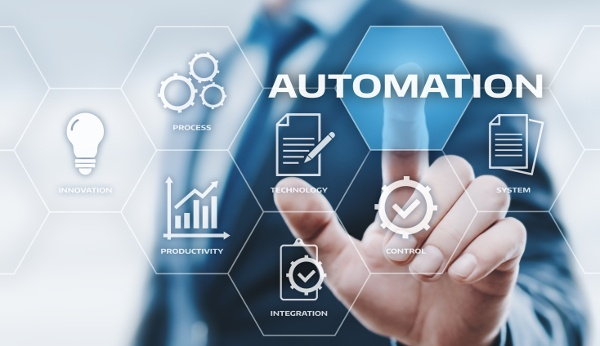 AUTOMATION
PROCESS
INNOVATION
TECHNOLOGY
SYSTEM
PRODUCTIVITY
CONTROL
INTEGRATION